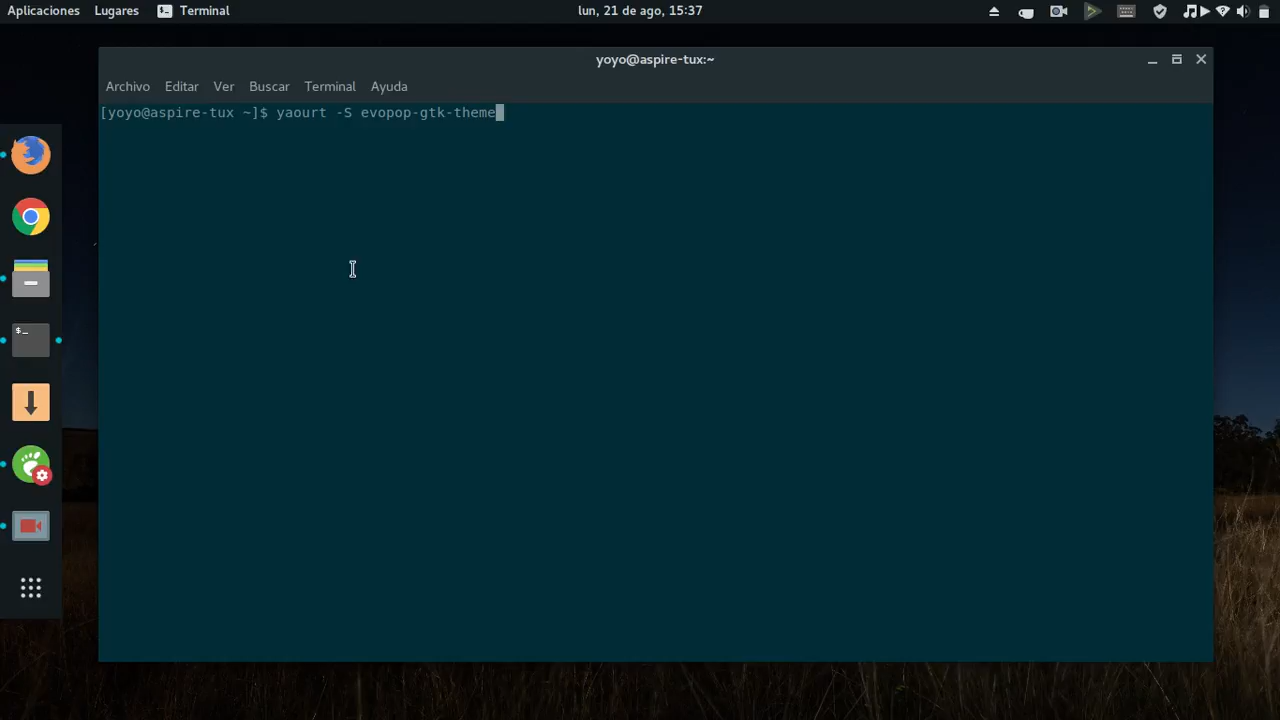 Aplicaciones Lugares Terminal lun, 21 de ago, 15:37
yoyo@aspire-tux:~
Archivo Editar Ver Buscar Terminal Ayuda
[yoyo@aspire-tux ~]$ yaourt -S evopop-gtk-theme
$_